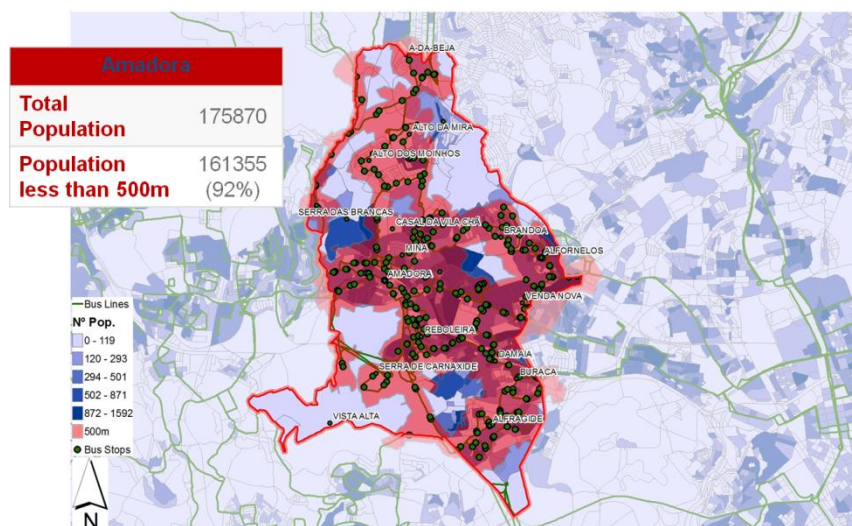 Amadora
Total
Population
175870
Population
less than 500m
161355
(92%)
A-DA-BEJA
ALTO DA MIRA
ALTO DOS MOINHOS
SERRA DAS BRANCAS
CASAL DA VILA CHÃ
BRANDOA
MINA
ALFORNELOS
AMADORA
VENDA NOVA
REBOLEIRA
DAMAIA
SERRA DE CARNAXIDE
BURACA
VISTA ALTA
ALFRAGIDE
Bus Lines
Nº Pop.
0 - 119
120 - 293
294 - 501
502 - 871
872 - 1592
500m
Bus Stops
N